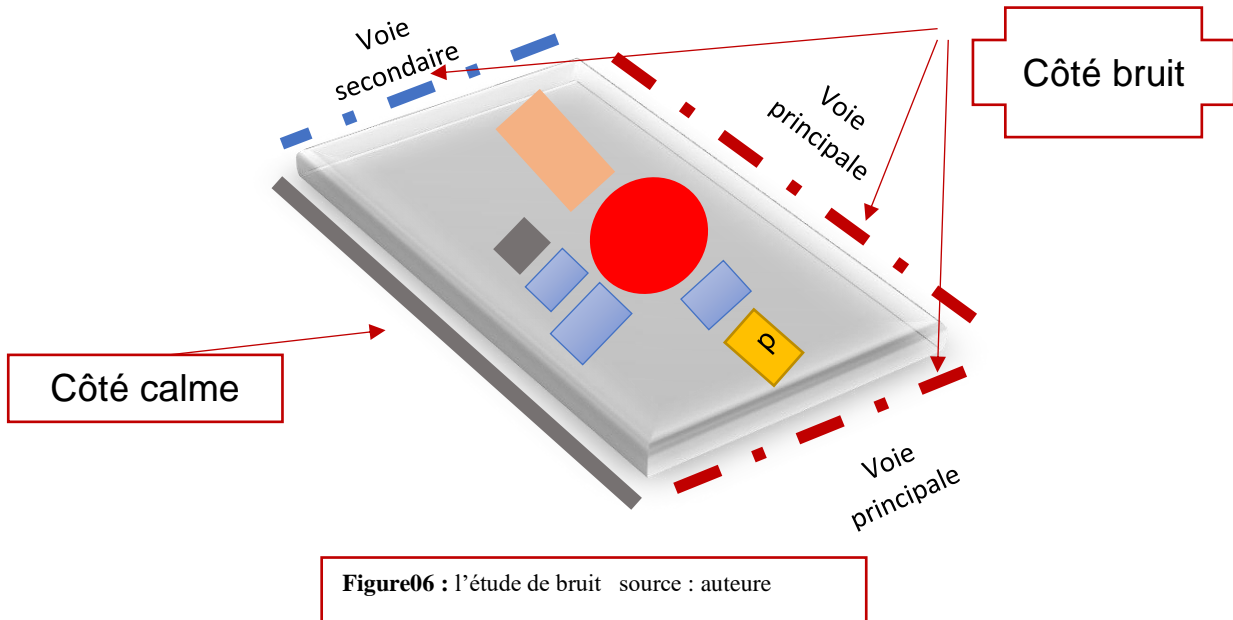 Voie
secondaire
Voie
principale
Côté bruit
Côté calme
p
Voie
principale
Figure06 : l’étude de bruit source : auteure